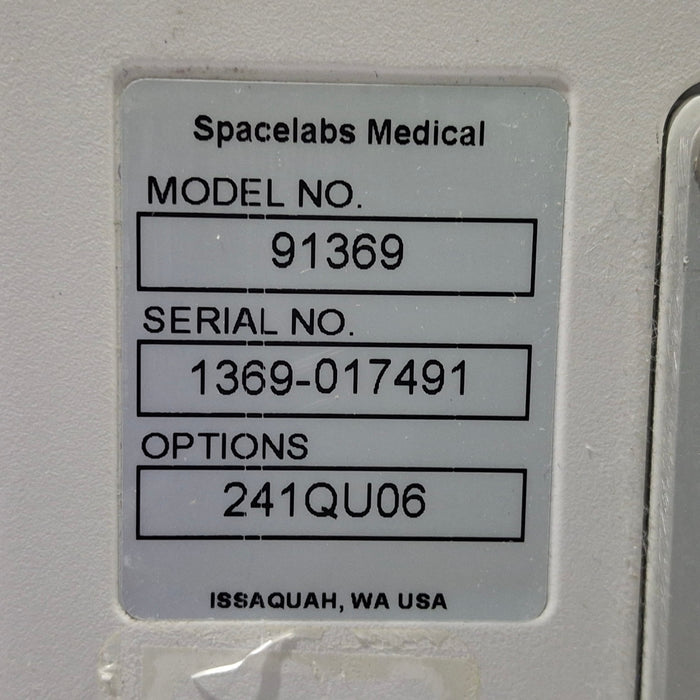 Spacelabs Medical
MODEL NO.
91369
SERIAL NO.
1369-017491
OPTIONS
241QU06
ISSAQUAH, WA USA